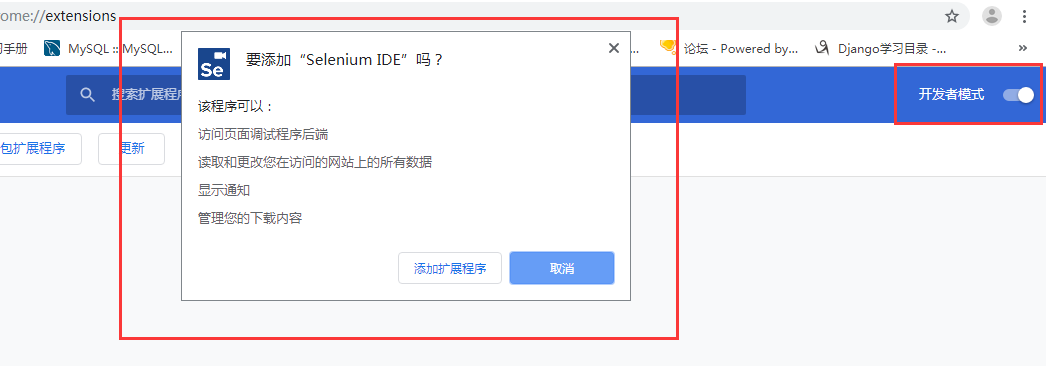 ome://extensions
手册 MySQL :: MySQL... 论坛 - Powered by... Django学习目录 -... »
Se 要添加“Selenium IDE”吗？
搜索扩展程序 开发者模式
该程序可以：
访问页面调试程序后端
包扩展程序 更新
读取和更改您在访问的网站上的所有数据
显示通知
管理您的下载内容
添加扩展程序 取消